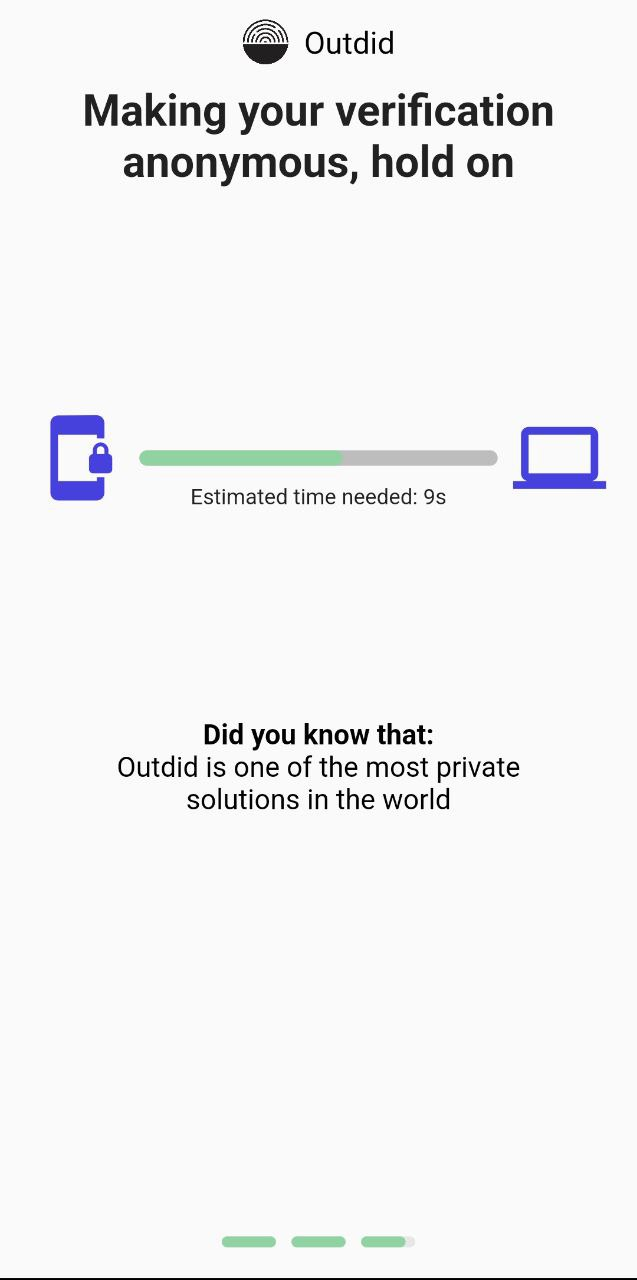 Outdid
Making your verification
anonymous, hold on
Estimated time needed: 9s
Did you know that:
Outdid is one of the most private
solutions in the world